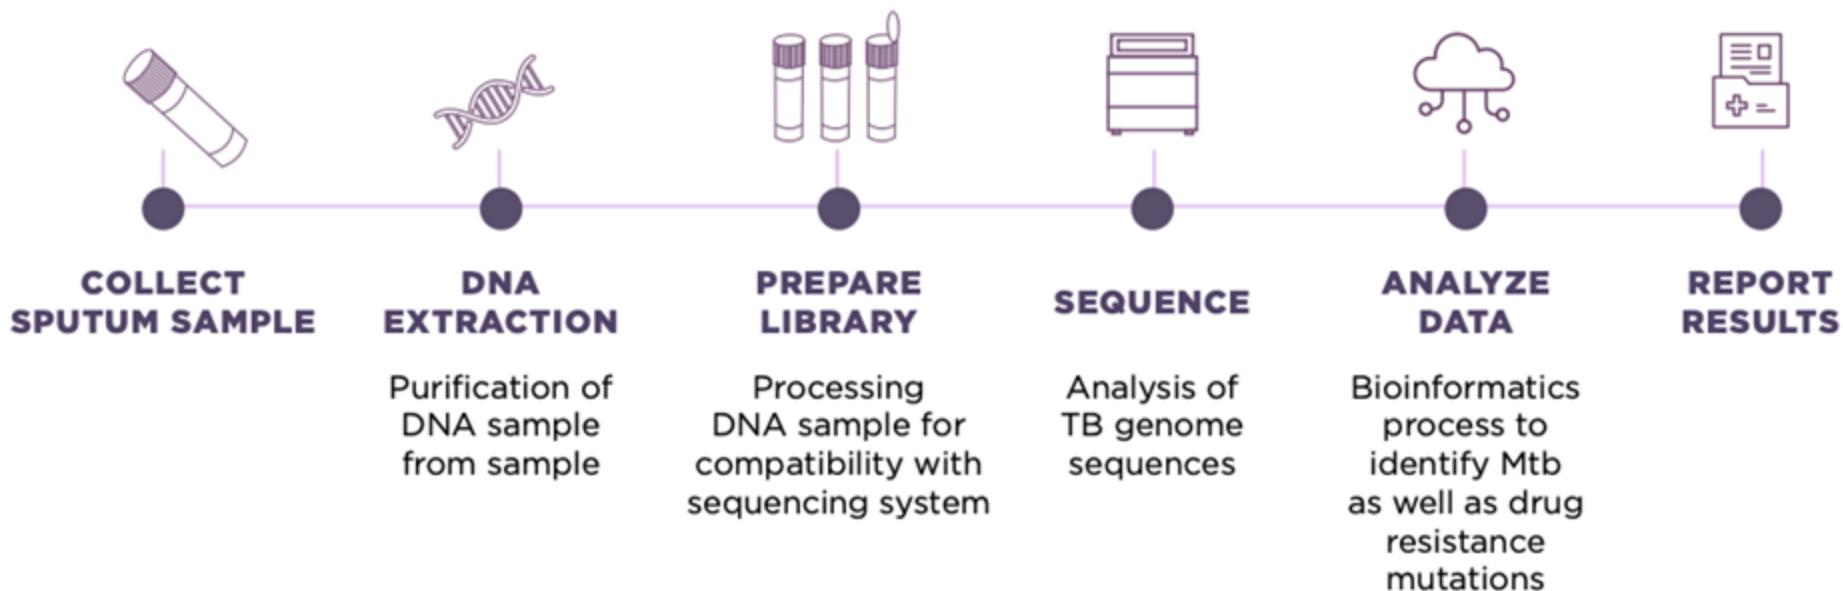 COLLECT
SPUTUM SAMPLE
DNA
EXTRACTION
Purification of
DNA sample
from sample
PREPARE
LIBRARY
Processing
DNA sample for
compatibility with
sequencing system
SEQUENCE
Analysis of
TB genome
sequences
ANALYZE
DATA
Bioinformatics
process to
identify Mtb
as well as drug
resistance
mutations
REPORT
RESULTS